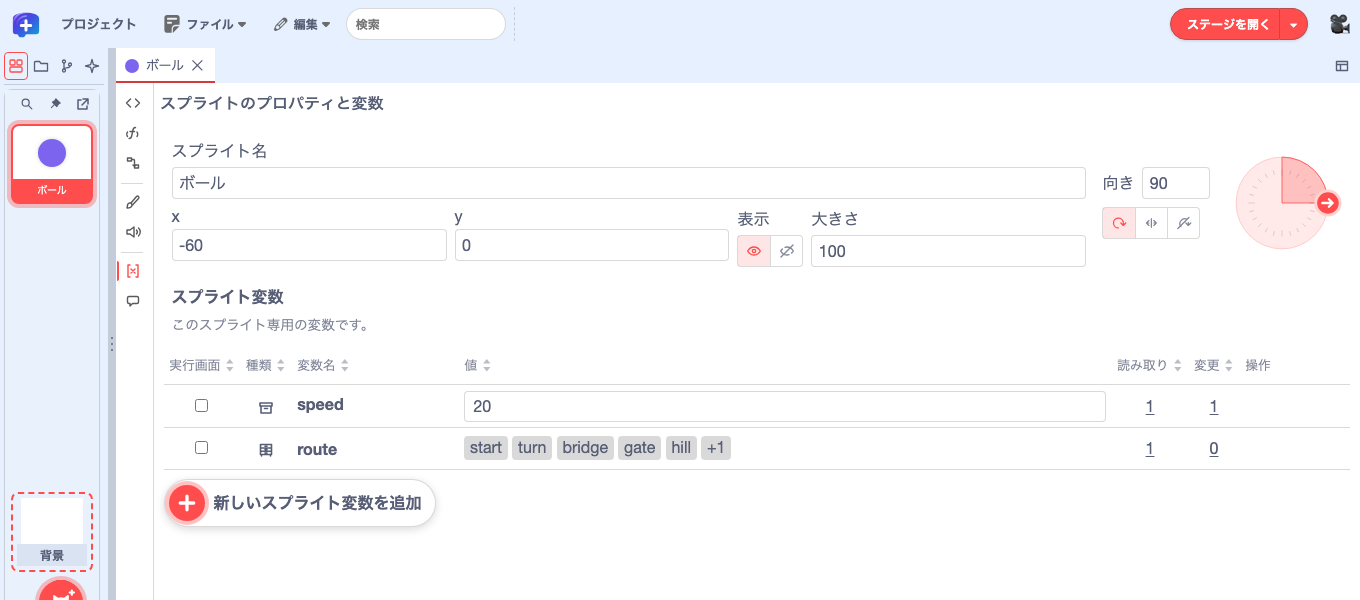 プロジェクト ファイル 編集 検索 ステージを開く
ボール
スプライトのプロパティと変数
スプライト名
ボール
向き 90
x y 表示 大きさ
-60 0 100
ボール
スプライト変数
このスプライト専用の変数です。
実行画面 種類 変数名 値 読み取り 変更 操作
speed 20 1 1
route start turn bridge gate hill +1 1 0
新しいスプライト変数を追加
背景